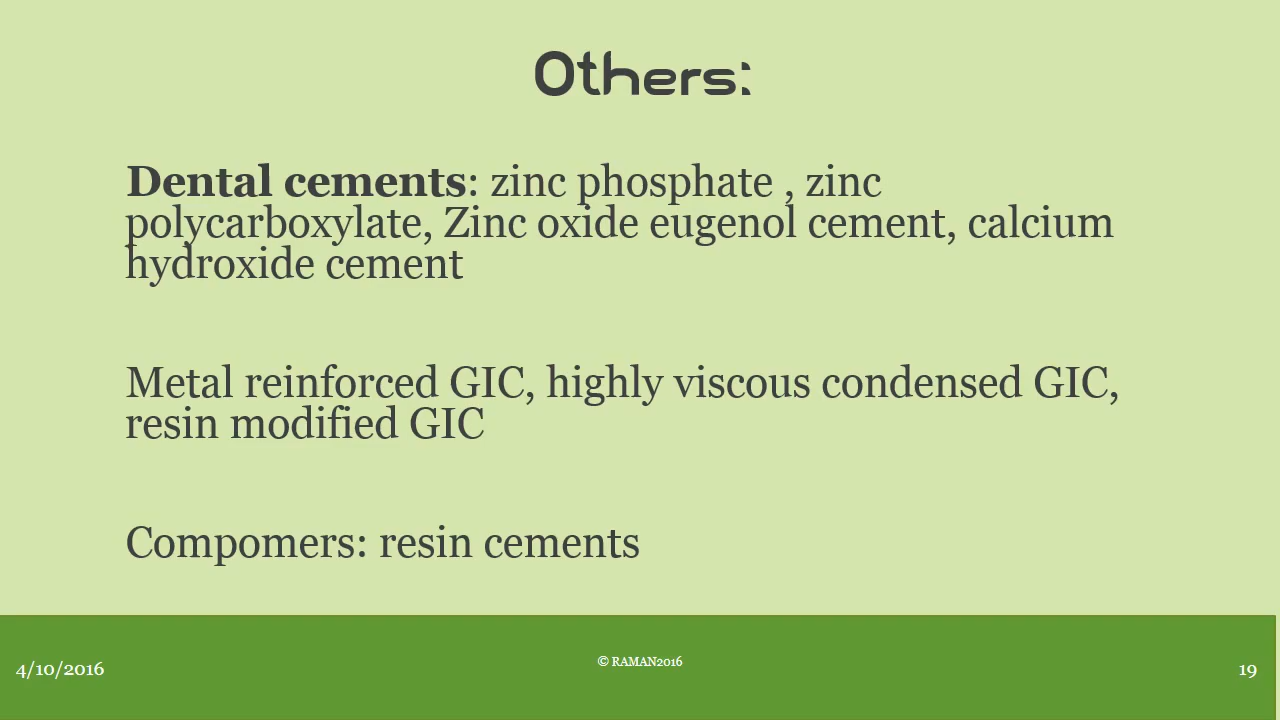 Others:
Dental cements: zinc phosphate , zinc
polycarboxylate, Zinc oxide eugenol cement, calcium
hydroxide cement
Metal reinforced GIC, highly viscous condensed GIC,
resin modified GIC
Compomers: resin cements
4/10/2016
© RAMAN2016
19